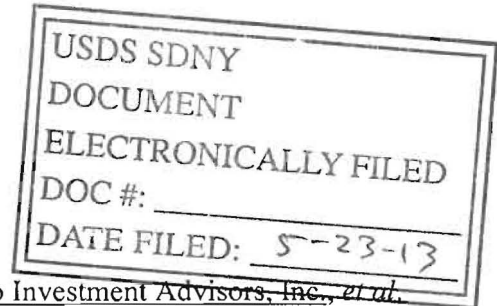 USDS SDNY
DOCUMENT
ELECTRONICALLY FILED
DOC #:
DATE FILED: 5-23-13
Investment Advisors, Inc., et al.